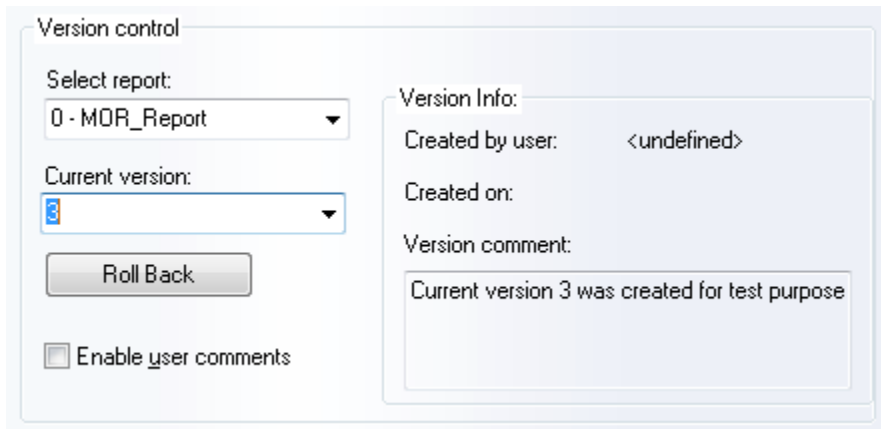 Version control
Select report:
0 - MOR_Report
Current version:
3
Roll Back
Enable user comments
Version Info:
Created by user: <undefined>
Created on:
Version comment:
Current version 3 was created for test purpose